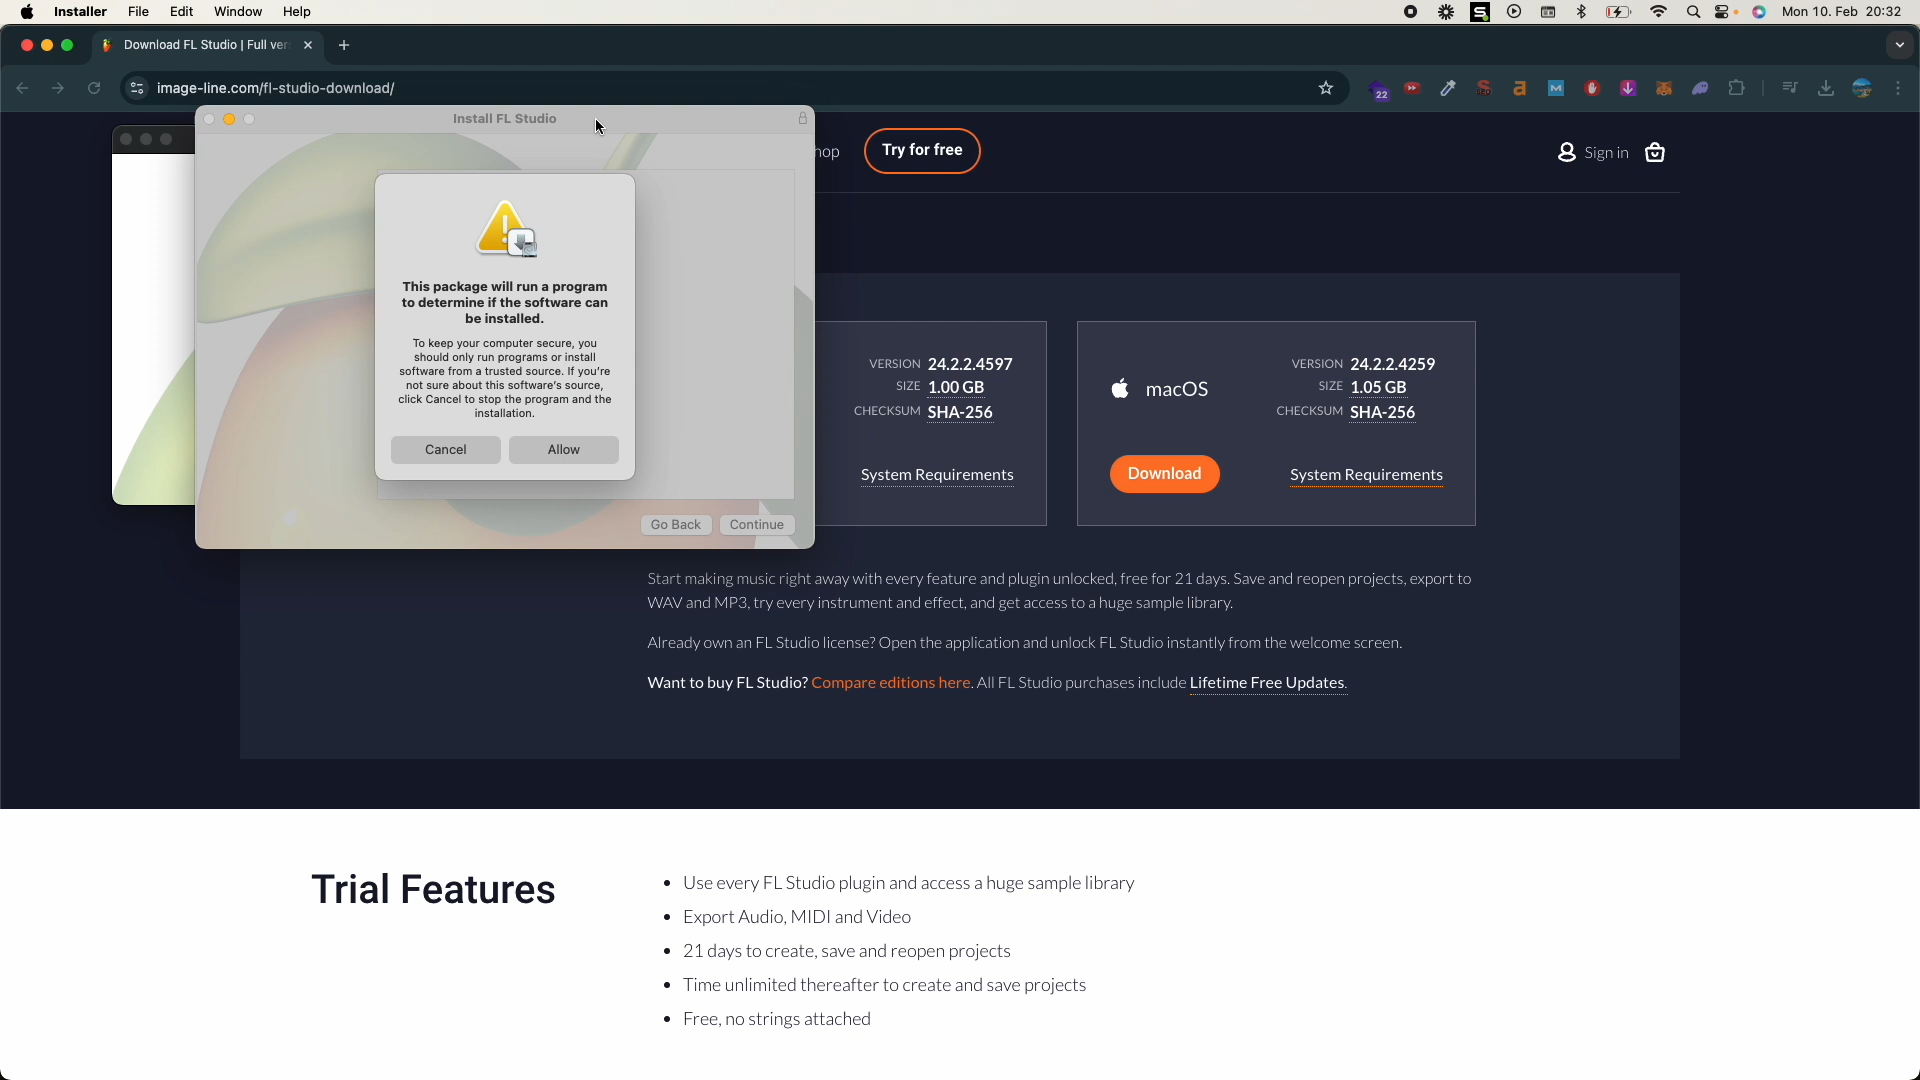 Installer File Edit Window Help
Mon 10. Feb 20:32
Download FL Studio | Full ver
image-line.com/fl-studio-download/
22
Install FL Studio
hop
Try for free
Sign in
This package will run a program
to determine if the software can
be installed.
To keep your computer secure, you
should only run programs or install
software from a trusted source. If you're
not sure about this software's source,
click Cancel to stop the program and the
installation.
Cancel
Allow
Go Back
Continue
VERSION 24.2.2.4597
SIZE 1.00 GB
CHECKSUM SHA-256
System Requirements
macOS
VERSION 24.2.2.4259
SIZE 1.05 GB
CHECKSUM SHA-256
Download
System Requirements
Start making music right away with every feature and plugin unlocked, free for 21 days. Save and reopen projects, export to
WAV and MP3, try every instrument and effect, and get access to a huge sample library.
Already own an FL Studio license? Open the application and unlock FL Studio instantly from the welcome screen.
Want to buy FL Studio? Compare editions here. All FL Studio purchases include Lifetime Free Updates.
Trial Features
• Use every FL Studio plugin and access a huge sample library
• Export Audio, MIDI and Video
• 21 days to create, save and reopen projects
• Time unlimited thereafter to create and save projects
• Free, no strings attached